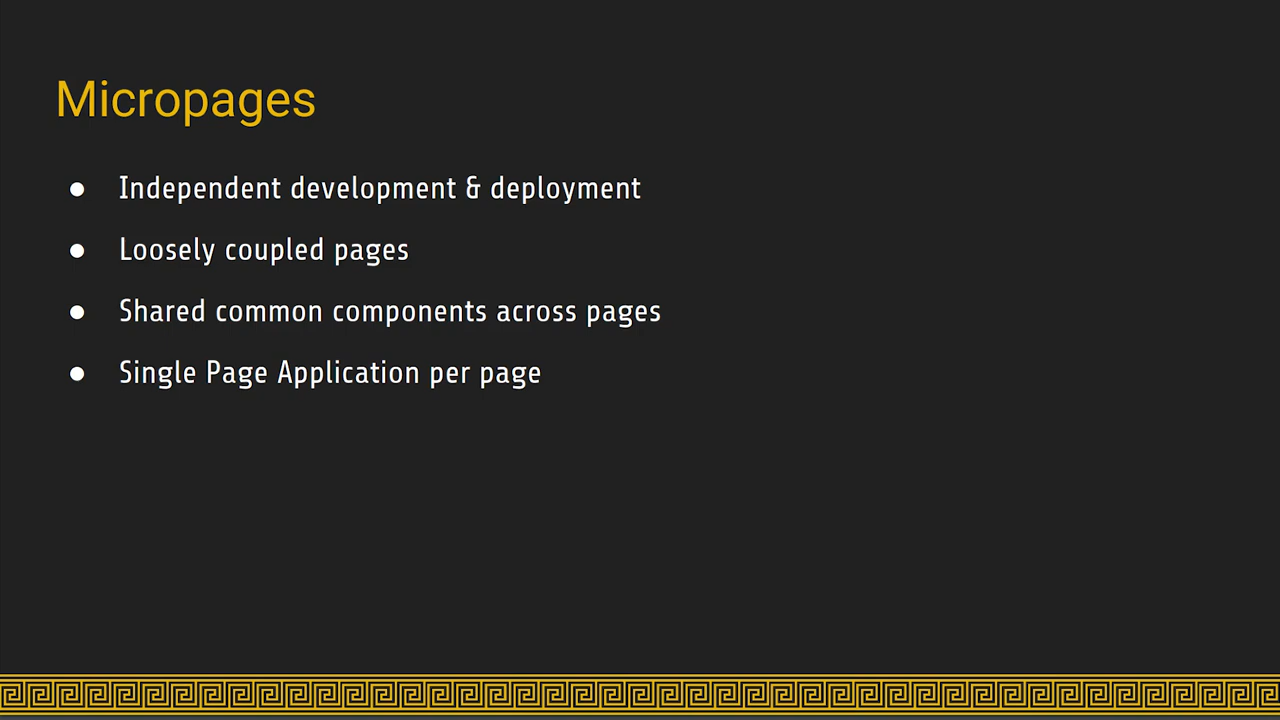 Micropages
● Independent development & deployment
● Loosely coupled pages
● Shared common components across pages
● Single Page Application per page